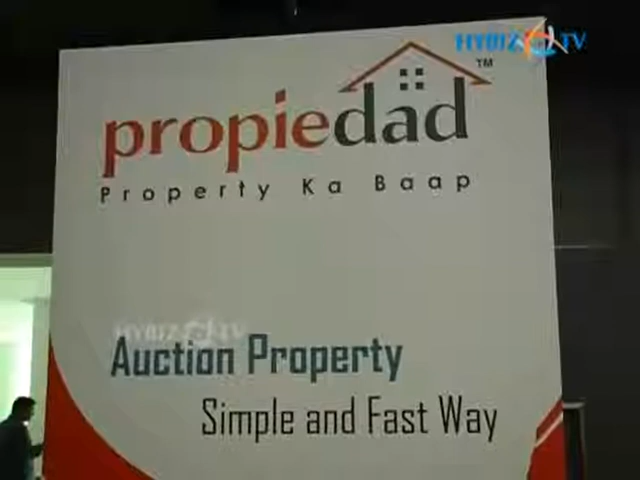 HYBIZ TV
propiedad TM
Property Ka Baap
HYBIZ TV
Auction Property
Simple and Fast Way